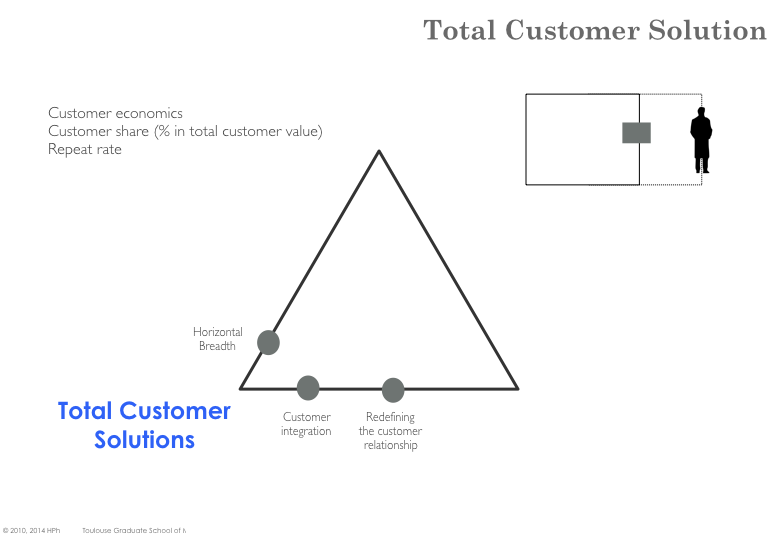 Total Customer Solution
Customer economics
Customer share (% in total customer value)
Repeat rate
Horizontal
Breadth
Total Customer
Solutions
Customer
integration
Redefining
the customer
relationship
© 2010, 2014 HPh Toulouse Graduate School of